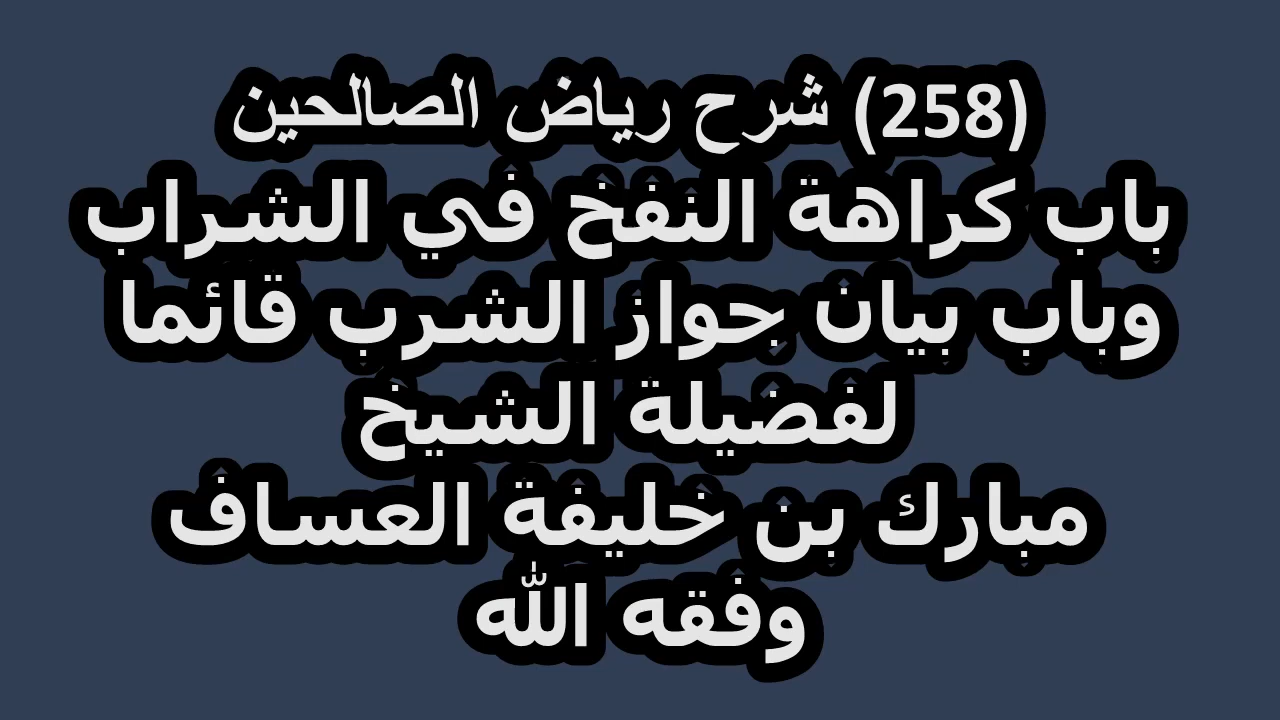 (258) شرح رياض الصالحين
باب كراهة النفخ في الشراب
وباب بيان جواز الشرب قائما
لفضيلة الشيخ
مبارك بن خليفة العساف
وفقه الله